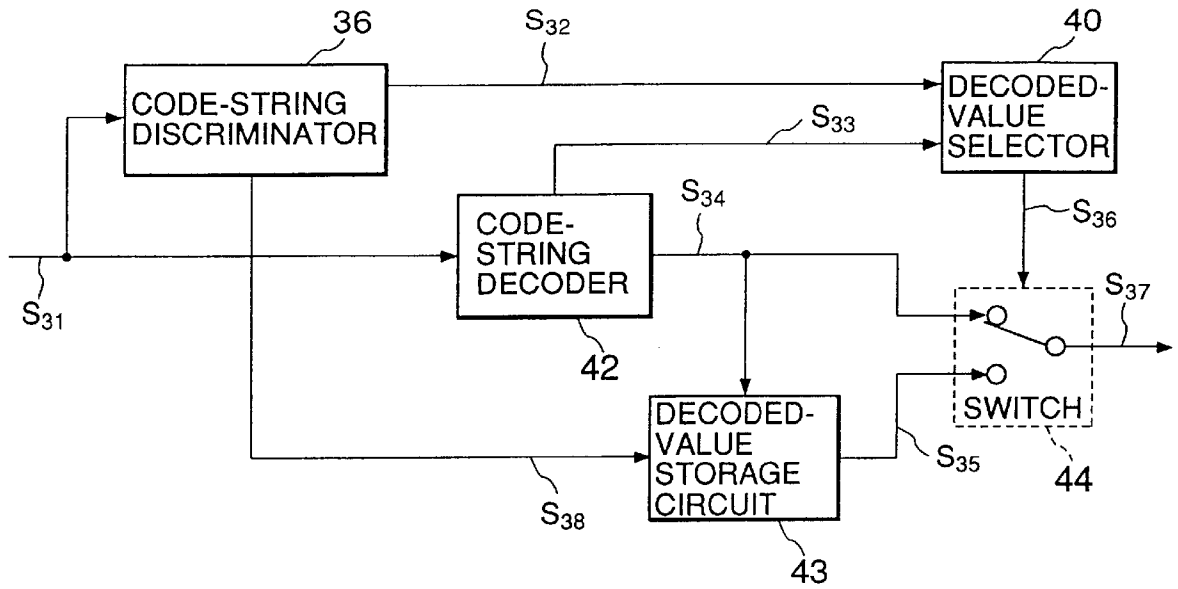 36
S32
40
CODE-STRING
DISCRIMINATOR
DECODED-
VALUE
SELECTOR
S33
S34
S36
CODE-
STRING
DECODER
S31
S37
42
SWITCH
DECODED-
VALUE
STORAGE
CIRCUIT
S35
44
S38
43